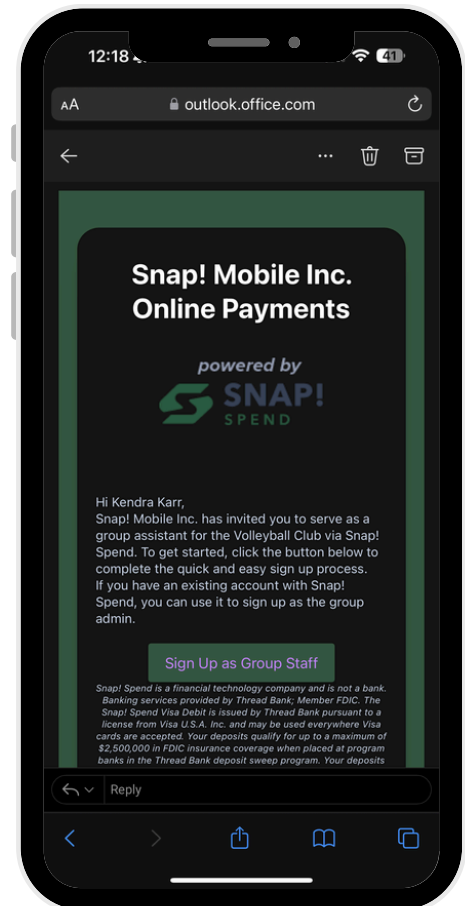 12:18
41
AA
outlook.office.com
Snap! Mobile Inc.
Online Payments
powered by
SNAP!
SPEND
Hi Kendra Karr,
Snap! Mobile Inc. has invited you to serve as a
group assistant for the Volleyball Club via Snap!
Spend. To get started, click the button below to
complete the quick and easy sign up process.
If you have an existing account with Snap!
Spend, you can use it to sign up as the group
admin.
Sign Up as Group Staff
Snap! Spend is a financial technology company and is not a bank.
Banking services provided by Thread Bank; Member FDIC. The
Snap! Spend Visa Debit is issued by Thread Bank pursuant to a
license from Visa U.S.A. Inc. and may be used everywhere Visa
cards are accepted. Your deposits qualify for up to a maximum of
$2,500,000 in FDIC insurance coverage when placed at program
banks in the Thread Bank deposit sweep program. Your deposits
Reply